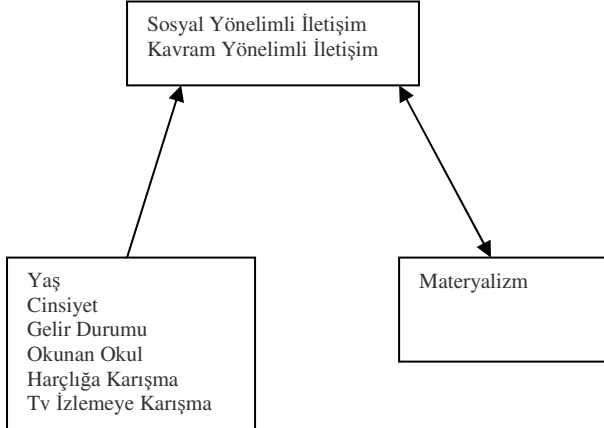 Sosyal Yönelimli İletişim
Kavram Yönelimli İletişim
Yaş
Cinsiyet
Gelir Durumu
Okunan Okul
Harçlığa Karışma
Tv İzlemeye Karışma
Materyalizm